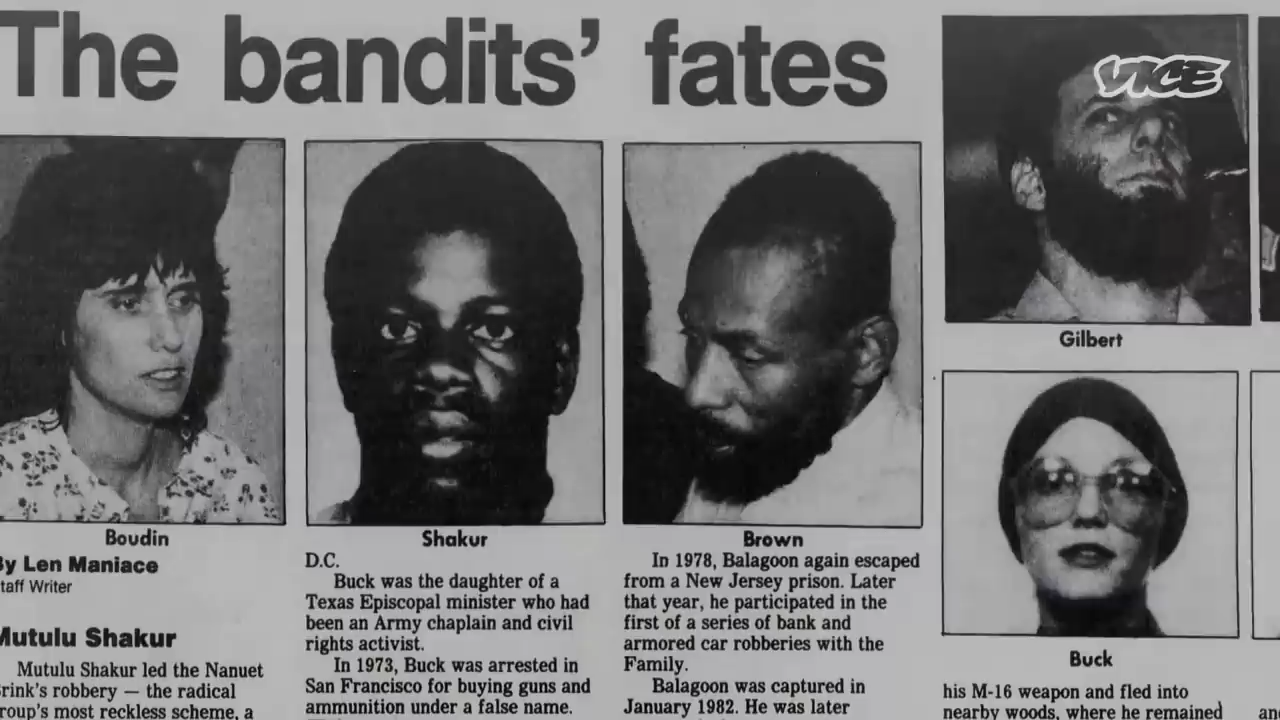 The bandits' fates
VICE
Boudin
Shakur
Brown
Gilbert
Buck
By Len Maniace
taff Writer
Mutulu Shakur
Mutulu Shakur led the Nanuet
rink's robbery — the radical
roup's most reckless scheme, a
D.C.
Buck was the daughter of a
Texas Episcopal minister who had
been an Army chaplain and civil
rights activist.
In 1973, Buck was arrested in
San Francisco for buying guns and
ammunition under a false name.
In 1978, Balagoon again escaped
from a New Jersey prison. Later
that year, he participated in the
first of a series of bank and
armored car robberies with the
Family.
Balagoon was captured in
January 1982. He was later
his M-16 weapon and fled into
nearby woods, where he remained